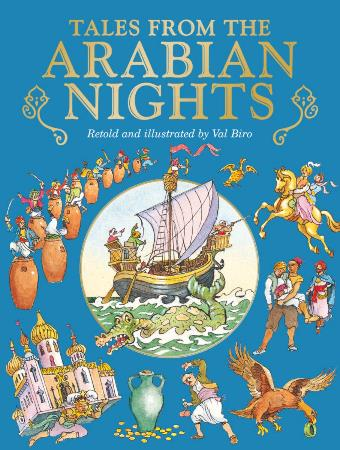 TALES FROM THE
ARABIAN
NIGHTS
Retold and illustrated by Val Biro